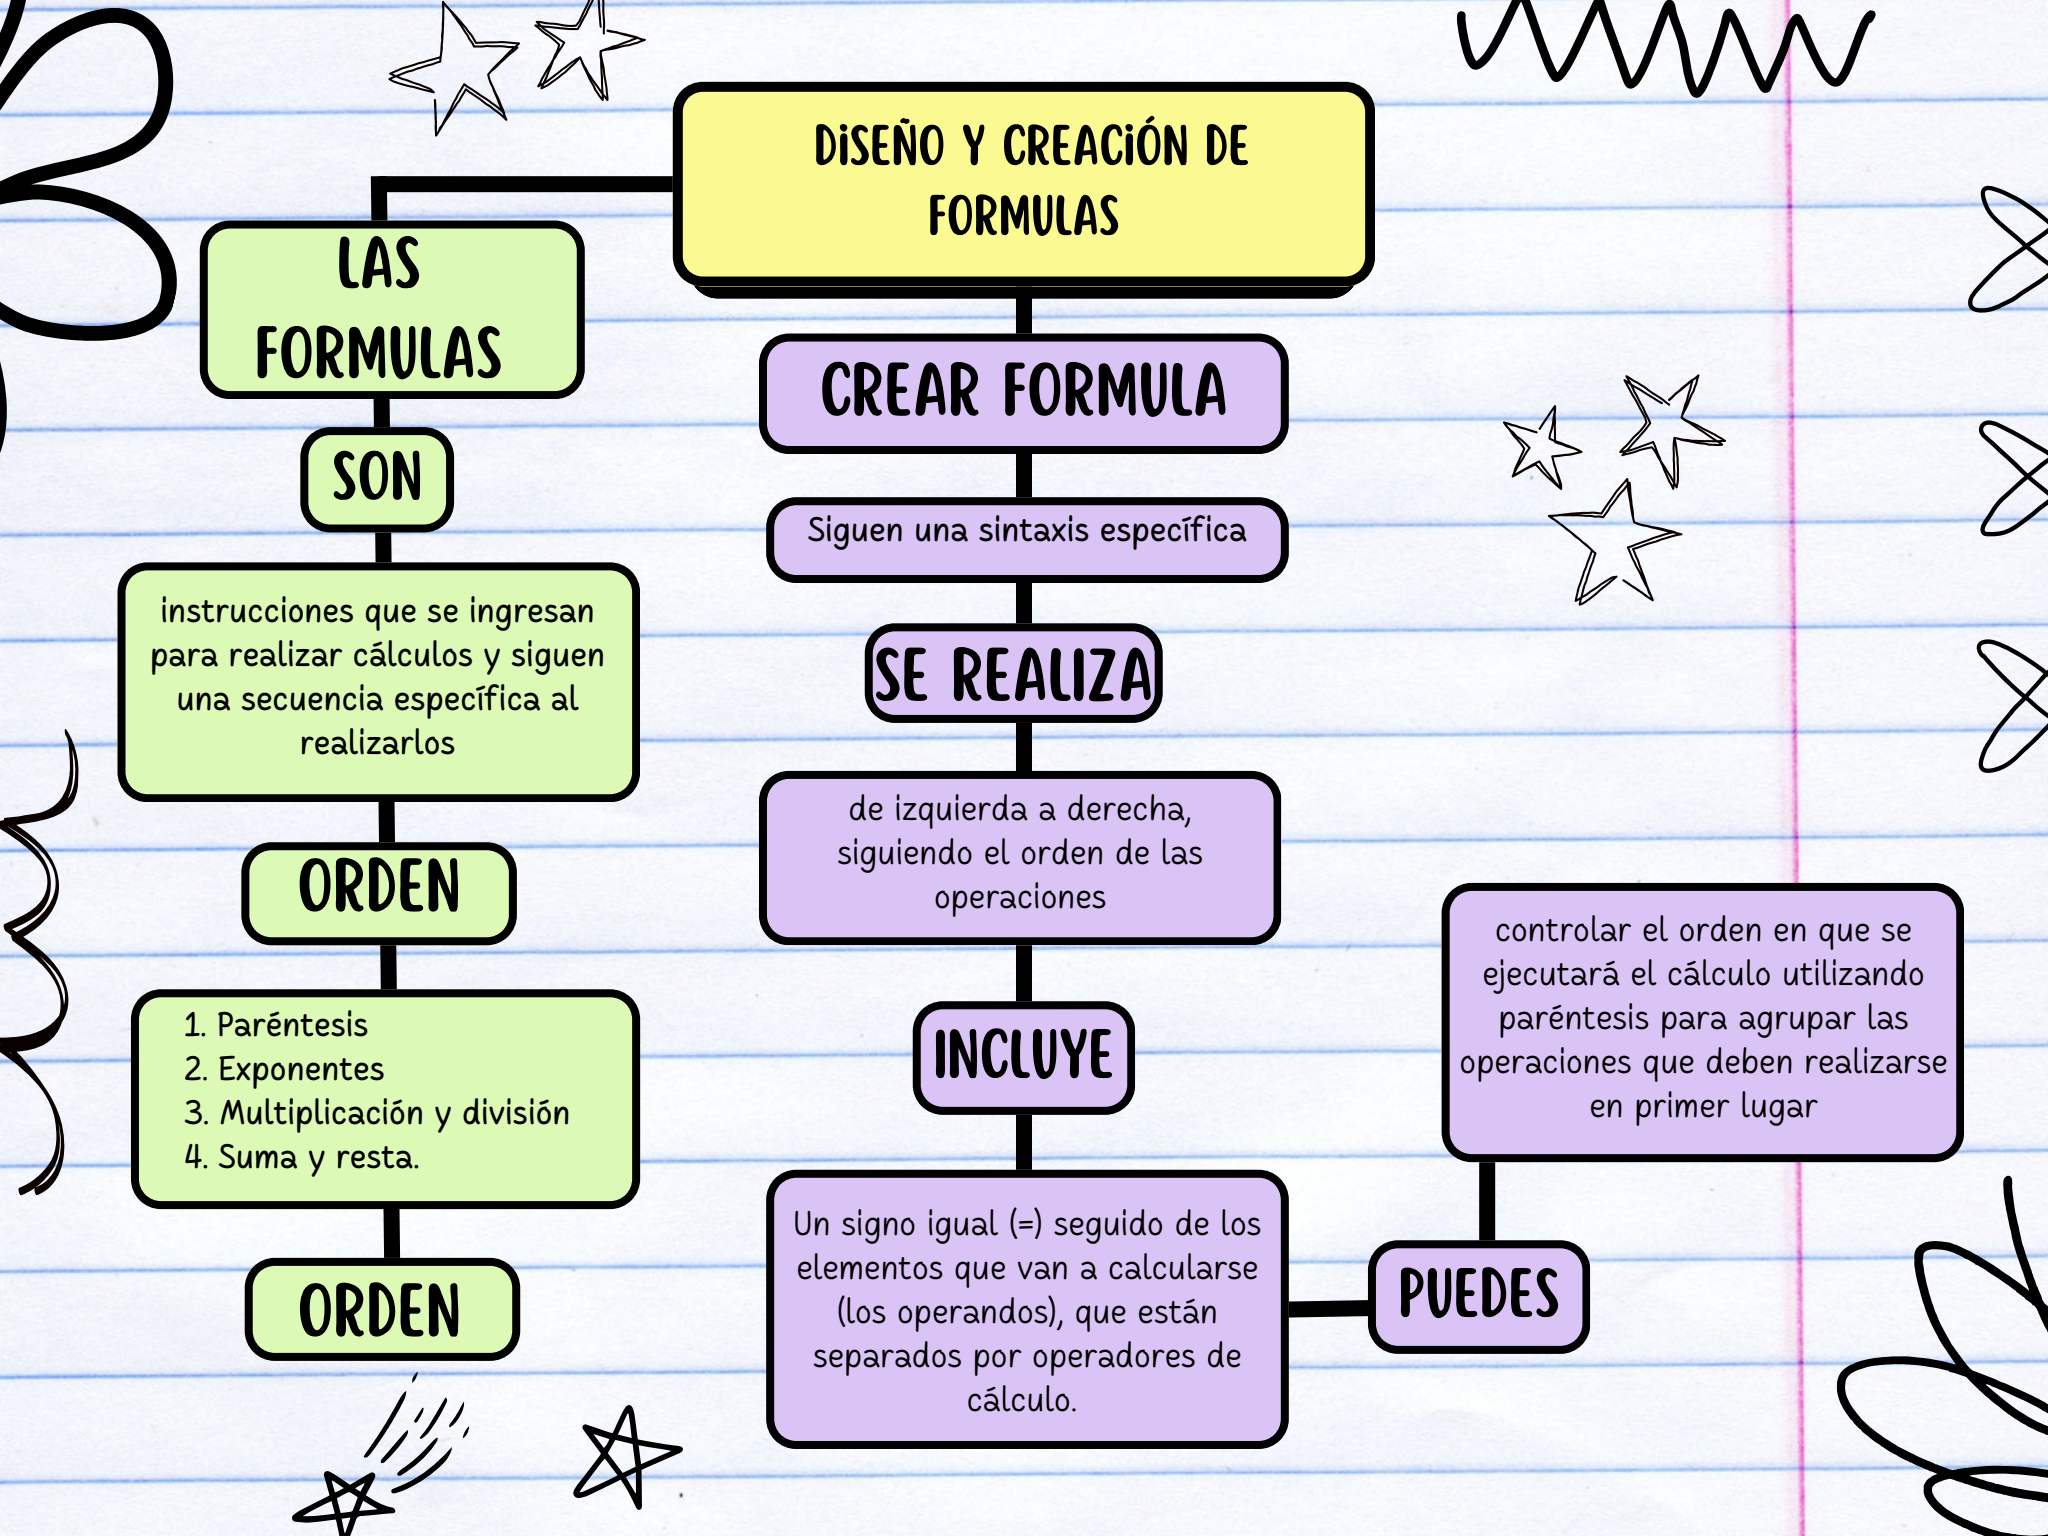 DISEÑO Y CREACIÓN DE
FORMULAS
LAS
FORMULAS
SON
instrucciones que se ingresan
para realizar cálculos y siguen
una secuencia específica al
realizarlos
ORDEN
1. Paréntesis
2. Exponentes
3. Multiplicación y división
4. Suma y resta.
ORDEN
CREAR FORMULA
Siguen una sintaxis específica
SE REALIZA
de izquierda a derecha,
siguiendo el orden de las
operaciones
INCLUYE
Un signo igual (=) seguido de los
elementos que van a calcularse
(los operandos), que están
separados por operadores de
cálculo.
PUEDES
controlar el orden en que se
ejecutará el cálculo utilizando
paréntesis para agrupar las
operaciones que deben realizarse
en primer lugar